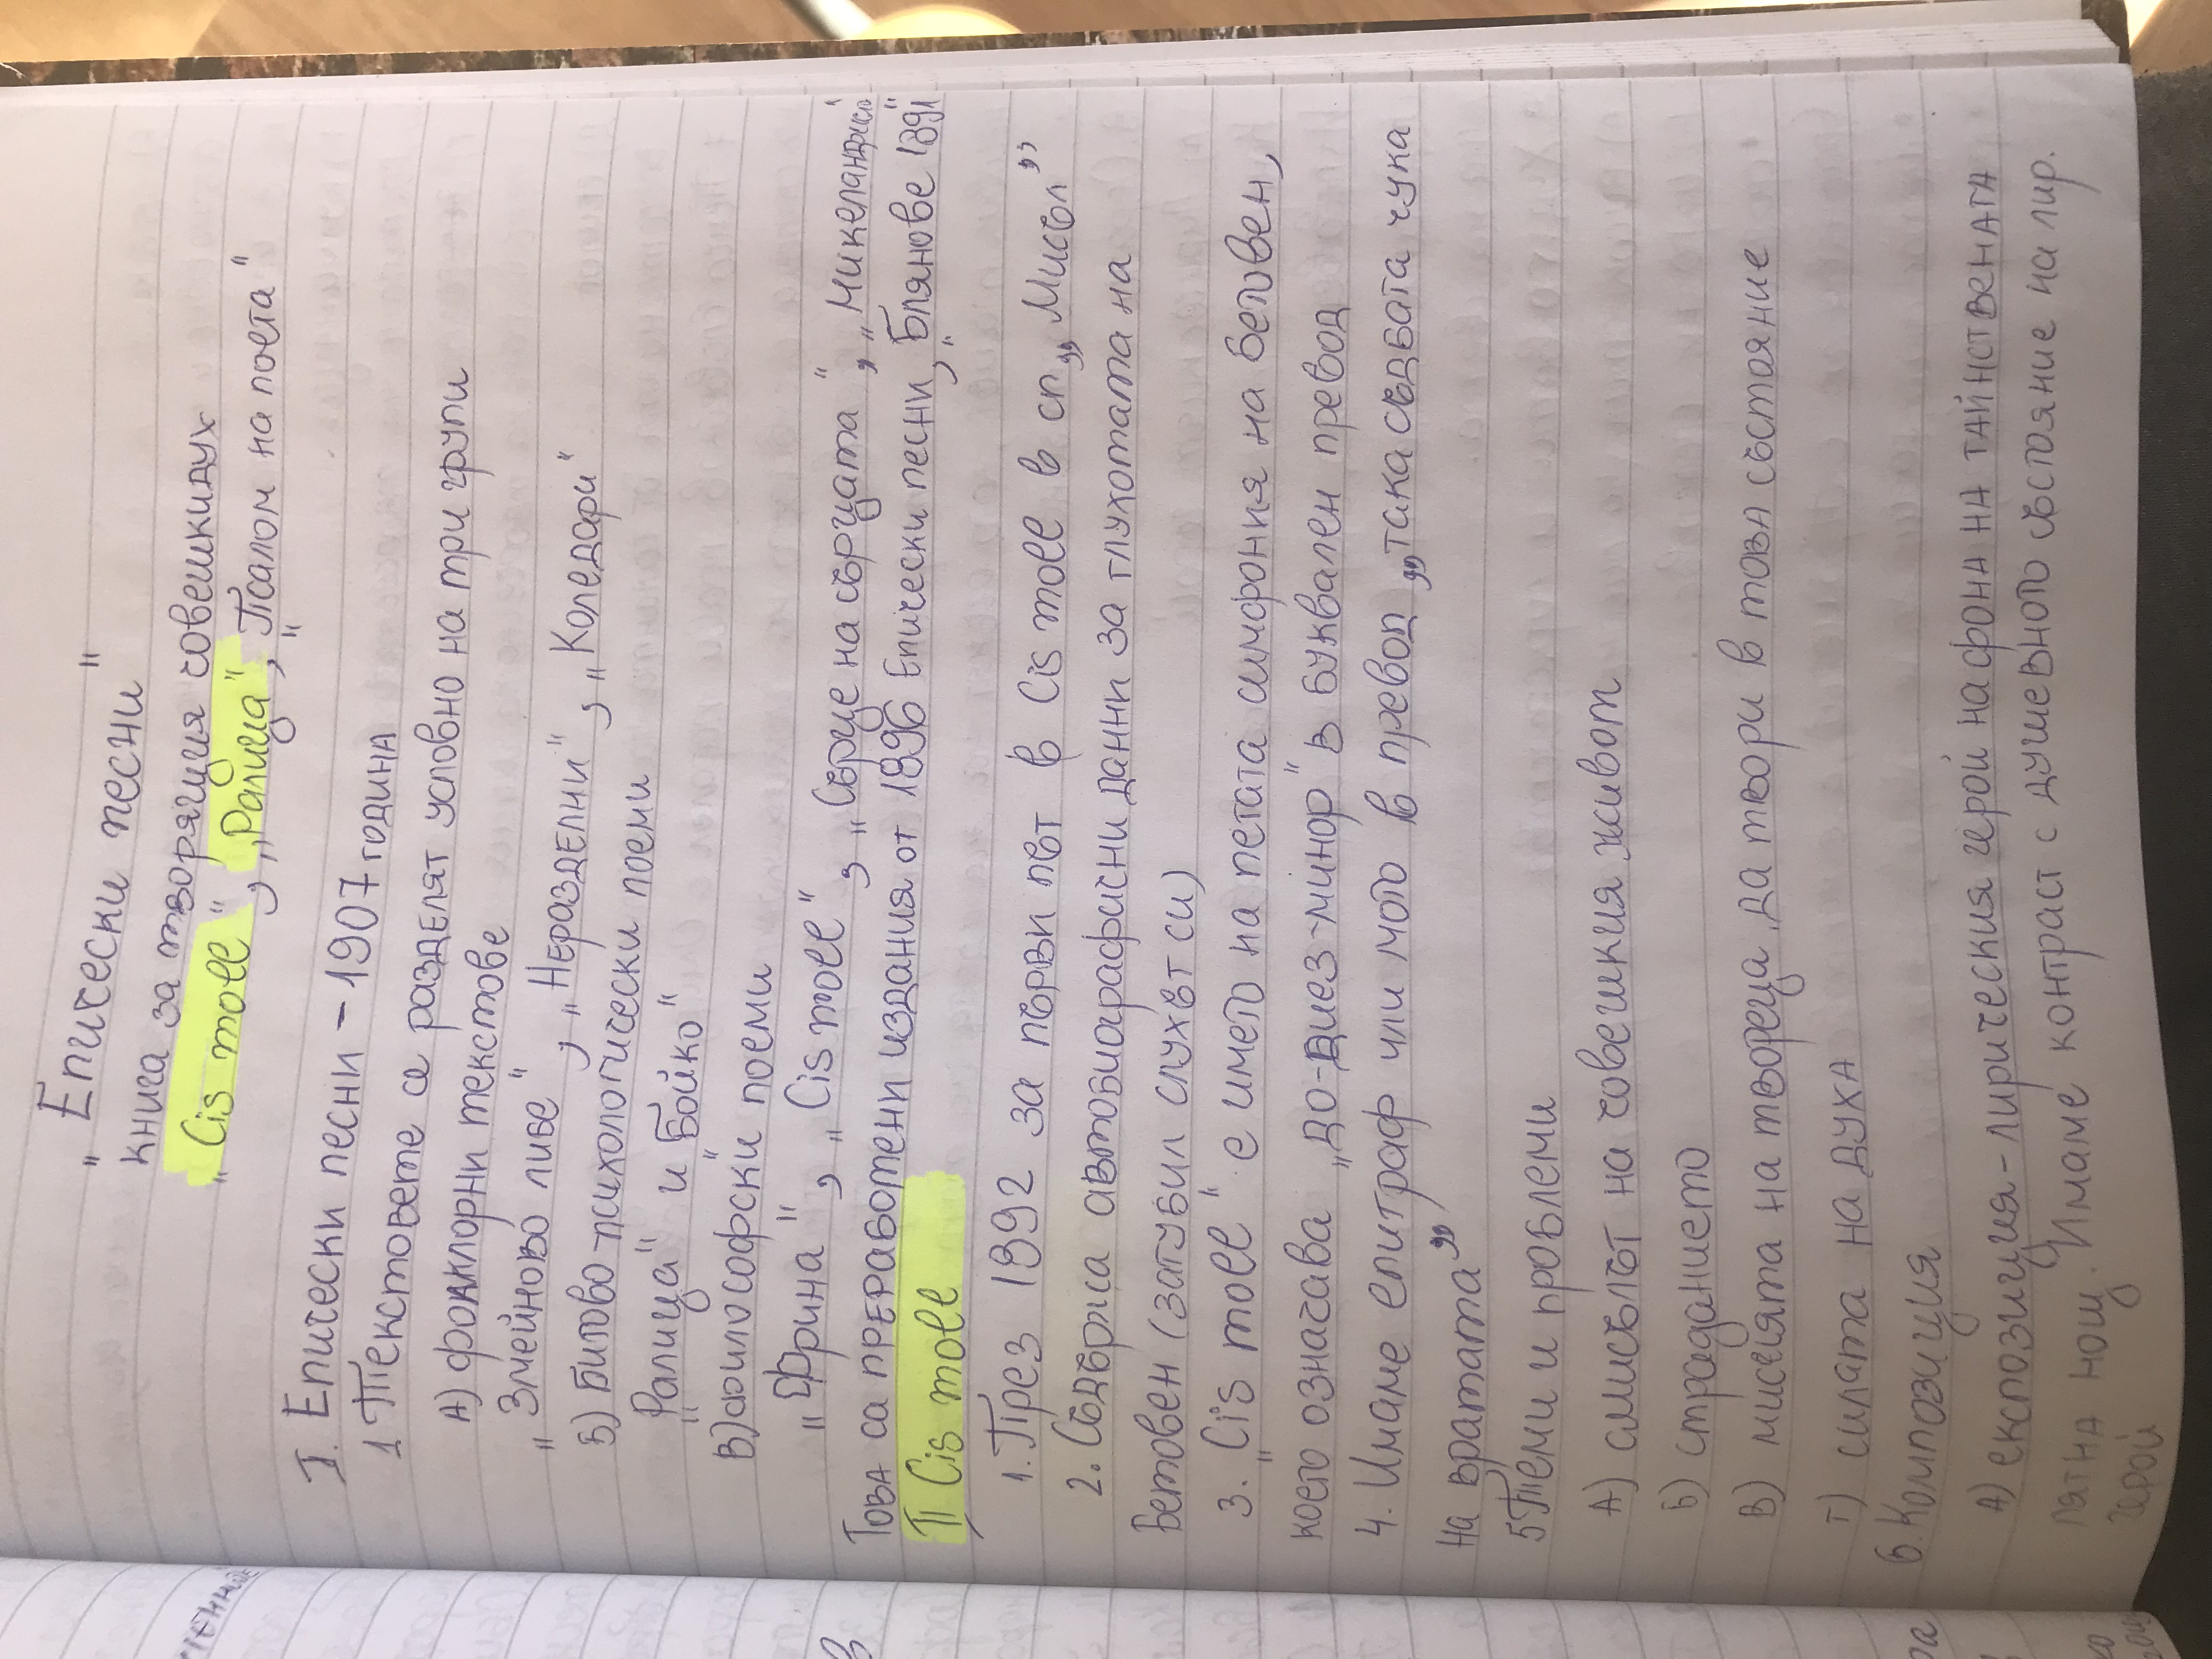 „Епически песни"
книга за творящия човешки дух
„Cis moll", „Ралица", „Псалом на поета"
I. Епически песни – 1907 година
1 Текстовете се разделят условно на три групи
А) фолклорни текстове
„Змейново либе", „Неразделни", „Коледари"
Б) Битово-психологически поеми
„Ралица" и „Бойко"
В) философски поеми
„Фрина", „Cis moll", „Сърце на сърцата", „Микеланджело"
Това са преработени издания от 1896 Епически песни, „Блянове 1891"
II Cis moll
1. През 1892 за първи път в Cis moll в сп „Мисъл"
2. Съдържа автобиографични данни за глухотата на
Бетовен (загубил слухът си)
3. „Cis moll" е името на петата симфония на Бетовен,
което означава „до-диез-минор" в буквален превод
4. Имаме епитраф или мото в превод „така съдбата чука
на вратата"
5 Теми и проблеми
А) смисълът на човешкия живот
Б) страданието
В) мисията на твореца да твори в това състояние
Г) силата на духа
6. Композиция
А) експозиция – лирическия герой на фона на тайнствената
лятна нощ. Имаме контраст с душевното състояние на лир.
герой